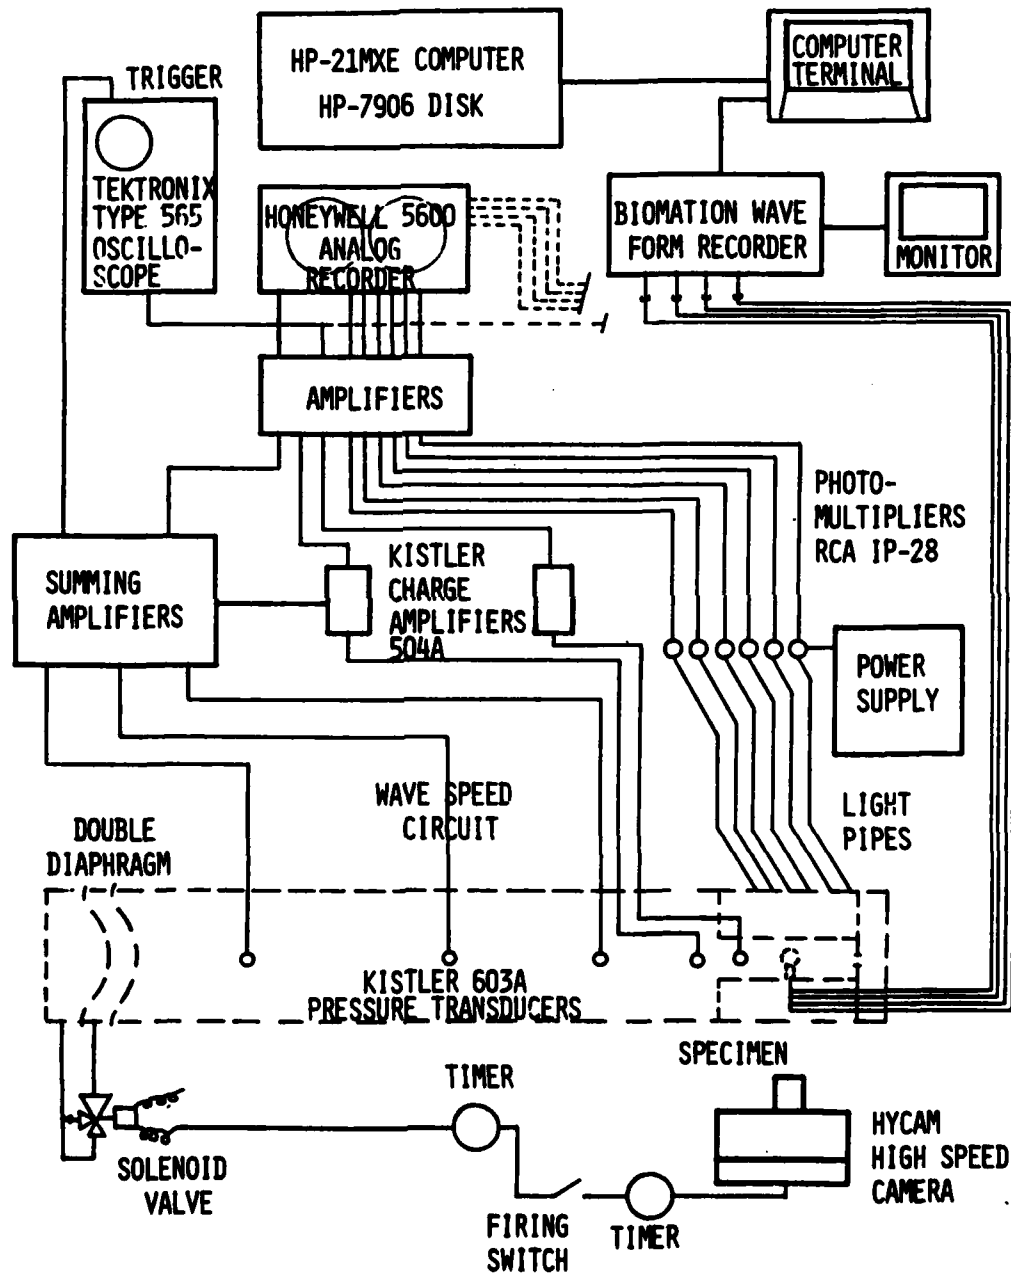 HP-21MXE COMPUTER
HP-7906 DISK
COMPUTER
TERMINAL
TRIGGER
TEKTRONIX
TYPE 565
OSCILLO-
SCOPE
HONEYWELL 5600
ANALOG
RECORDER
BIOMATION WAVE
FORM RECORDER
MONITOR
AMPLIFIERS
PHOTO-
MULTIPLIERS
RCA IP-28
SUMMING
AMPLIFIERS
KISTLER
CHARGE
AMPLIFIERS
504A
POWER
SUPPLY
WAVE SPEED
CIRCUIT
LIGHT
PIPES
DOUBLE
DIAPHRAGM
KISTLER 603A
PRESSURE TRANSDUCERS
SPECIMEN
TIMER
SOLENOID
VALVE
HYCAM
HIGH SPEED
CAMERA
FIRING
SWITCH
TIMER